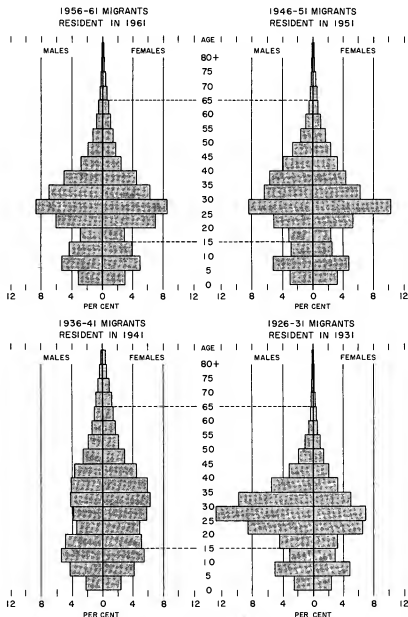 1956-61 MIGRANTS
RESIDENT IN 1961
1946-51 MIGRANTS
RESIDENT IN 1951
AGE
MALES
FEMALES
MALES
FEMALES
80+
75
70
65
60
55
50
45
40
35
30
25
20
15
10
5
0
12 8 4 0 4 8 12
PER CENT
12 8 4 0 4 8 12
PER CENT
1936-41 MIGRANTS
RESIDENT IN 1941
1926-31 MIGRANTS
RESIDENT IN 1931
AGE
MALES
FEMALES
MALES
FEMALES
80+
75
70
65
60
55
50
45
40
35
30
25
20
15
10
5
0
12 8 4 0 4 8 12
PER CENT
12 8 4 0 4 8 12
PER CENT